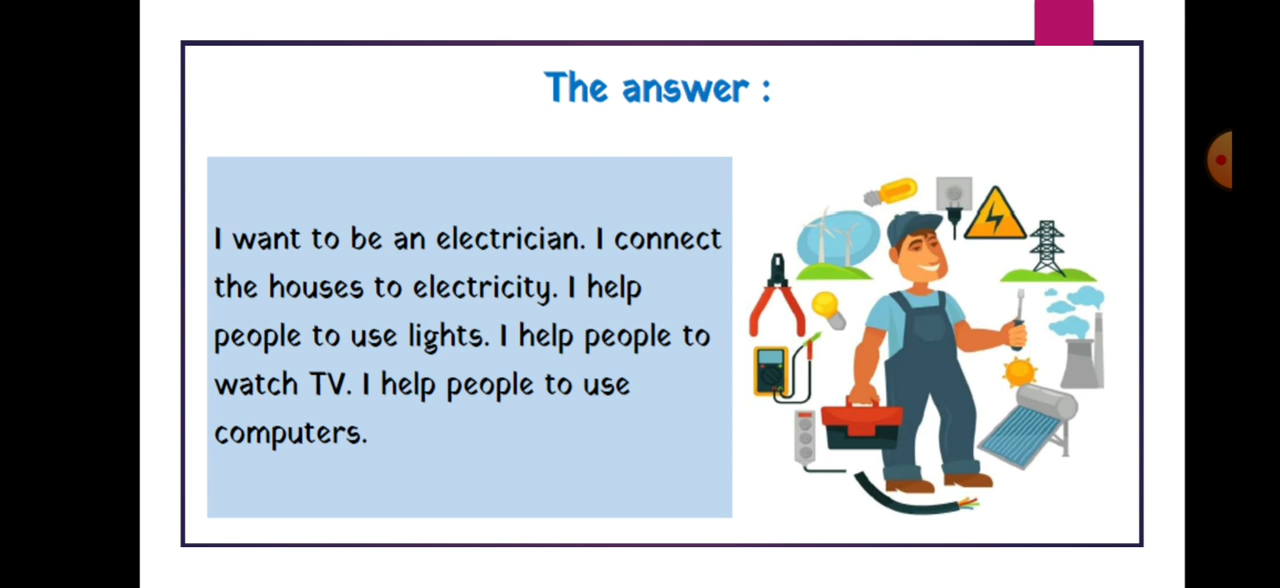 The answer :
I want to be an electrician. I connect
the houses to electricity. I help
people to use lights. I help people to
watch TV. I help people to use
computers.